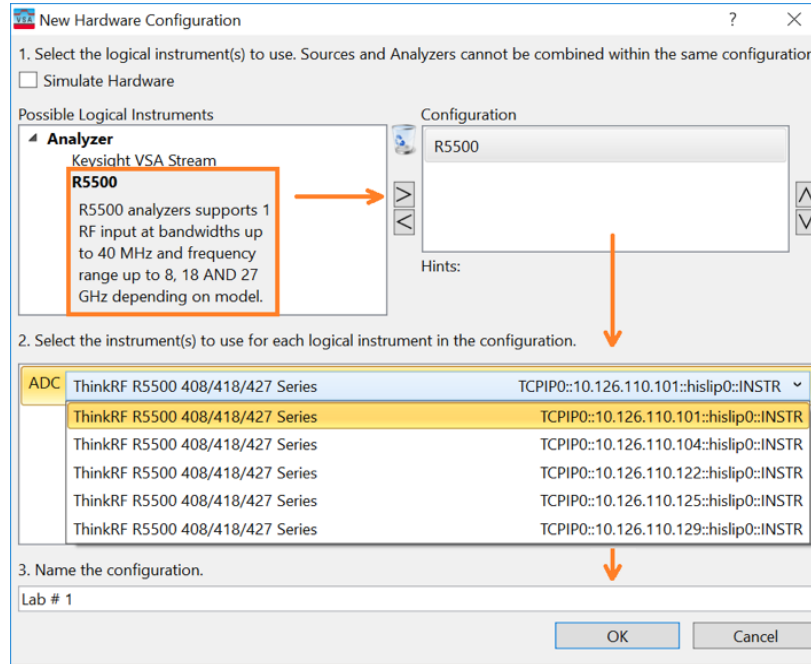 VSA New Hardware Configuration ? ×
1. Select the logical instrument(s) to use. Sources and Analyzers cannot be combined within the same configuration
Simulate Hardware
Possible Logical Instruments
Analyzer
Keysight VSA Stream
R5500
R5500 analyzers supports 1
RF input at bandwidths up
to 40 MHz and frequency
range up to 8, 18 AND 27
GHz depending on model.
>
<
Configuration
R5500
Hints:
2. Select the instrument(s) to use for each logical instrument in the configuration.
ADC ThinkRF R5500 408/418/427 Series TCPIP0::10.126.110.101::hislip0::INSTR
ThinkRF R5500 408/418/427 Series TCPIP0::10.126.110.101::hislip0::INSTR
ThinkRF R5500 408/418/427 Series TCPIP0::10.126.110.104::hislip0::INSTR
ThinkRF R5500 408/418/427 Series TCPIP0::10.126.110.122::hislip0::INSTR
ThinkRF R5500 408/418/427 Series TCPIP0::10.126.110.125::hislip0::INSTR
ThinkRF R5500 408/418/427 Series TCPIP0::10.126.110.129::hislip0::INSTR
3. Name the configuration.
Lab # 1
OK Cancel